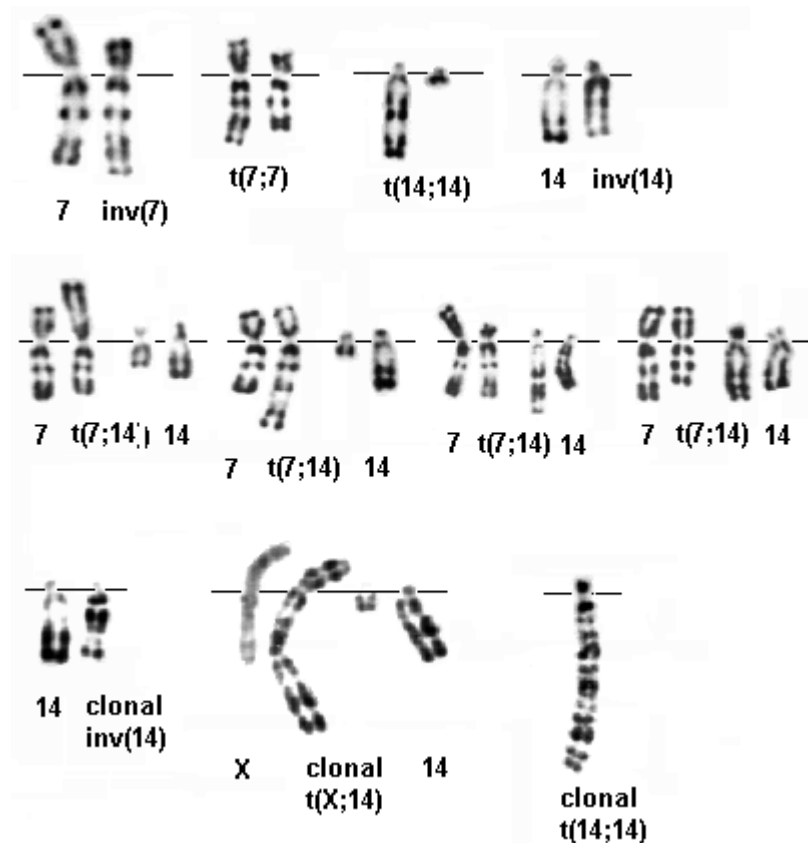 7 inv(7) t(7;7) t(14;14) 14 inv(14)
7 t(7;14) 14 7 t(7;14) 14 7 t(7;14) 14 7 t(7;14) 14
14 clonal
inv(14)
X clonal 14
t(X;14)
clonal
t(14;14)